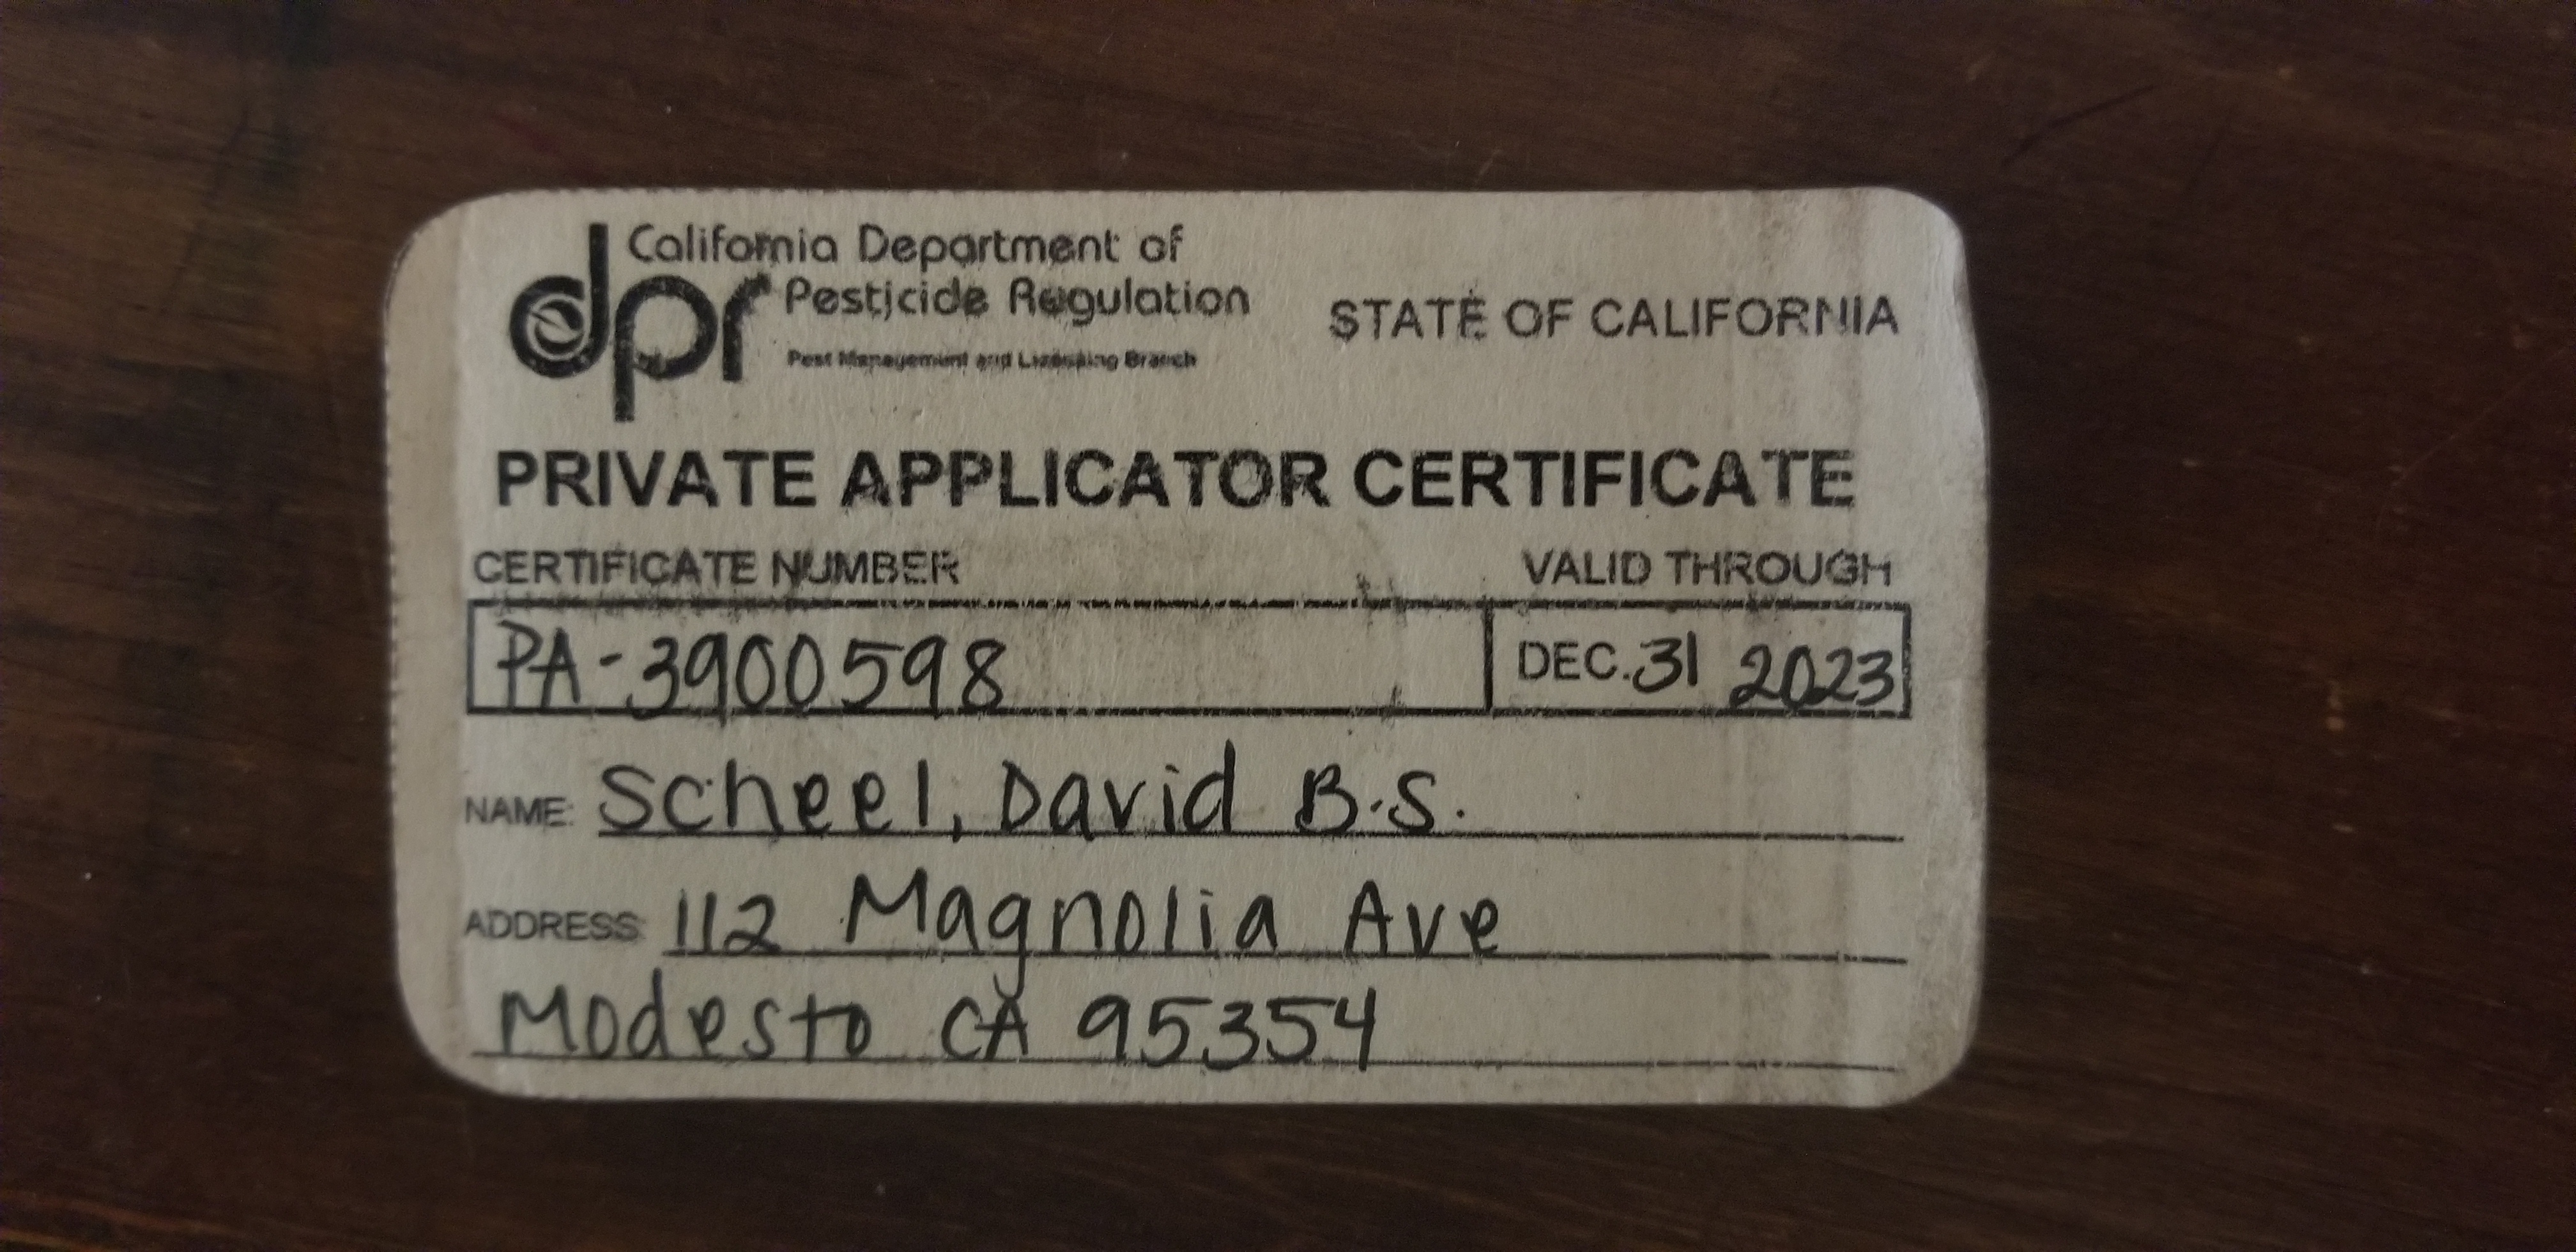 dpr
California Department of
Pesticide Regulation
Pest Management and Licensing Branch
STATE OF CALIFORNIA
PRIVATE APPLICATOR CERTIFICATE
CERTIFICATE NUMBER VALID THROUGH
PA-3900598 DEC. 31 2023
NAME: Scheel, David B.S.
ADDRESS: 112 Magnolia Ave
Modesto CA 95354